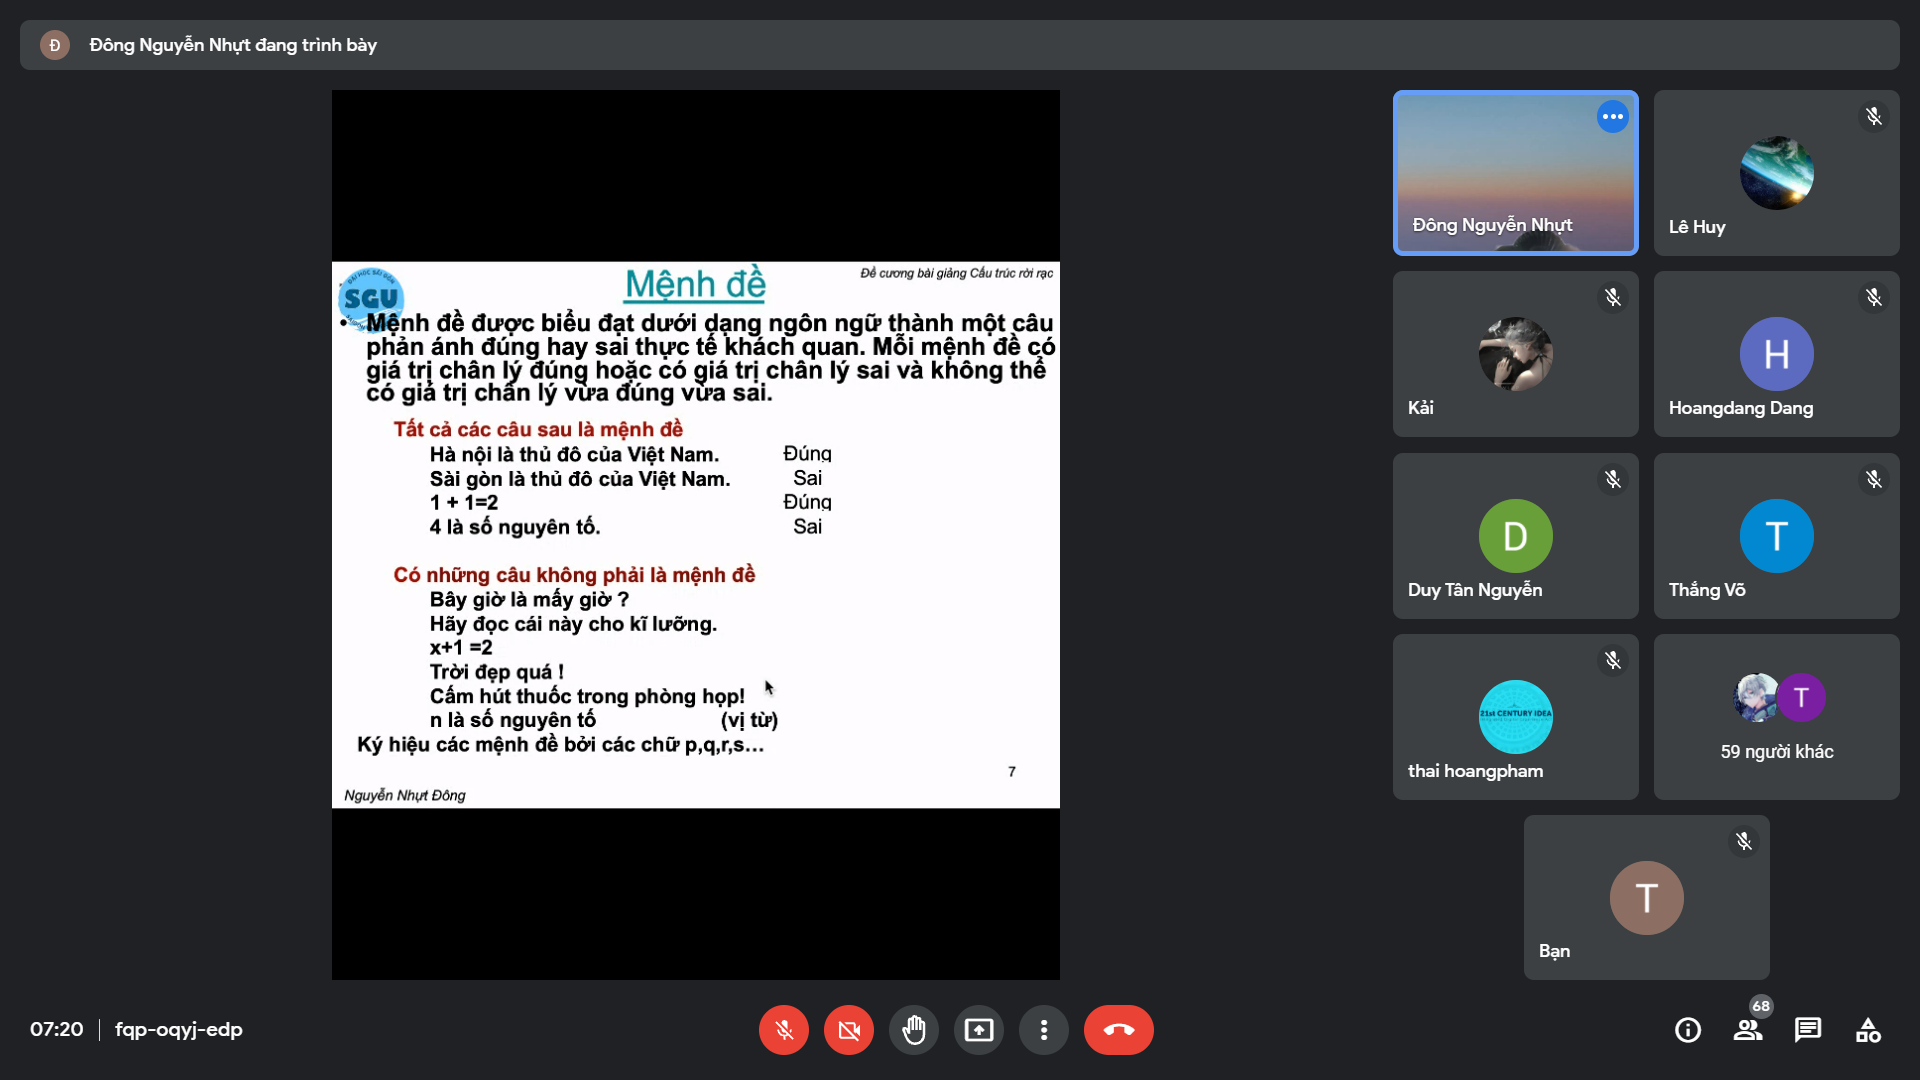 Đ
Đông Nguyễn Nhựt đang trình bày
SGU
Mệnh đề
Đề cương bài giảng Cấu trúc rời rạc
• Mệnh đề được biểu đạt dưới dạng ngôn ngữ thành một câu
phản ánh đúng hay sai thực tế khách quan. Mỗi mệnh đề có
giá trị chân lý đúng hoặc có giá trị chân lý sai và không thể
có giá trị chân lý vừa đúng vừa sai.
Tất cả các câu sau là mệnh đề
Hà nội là thủ đô của Việt Nam. Đúng
Sài gòn là thủ đô của Việt Nam. Sai
1 + 1=2 Đúng
4 là số nguyên tố. Sai
Có những câu không phải là mệnh đề
Bây giờ là mấy giờ ?
Hãy đọc cái này cho kĩ lưỡng.
x+1 =2
Trời đẹp quá !
Cấm hút thuốc trong phòng họp!
n là số nguyên tố (vị từ)
Ký hiệu các mệnh đề bởi các chữ p,q,r,s...
7
Nguyễn Nhựt Đông
Đông Nguyễn Nhựt
Lê Huy
Kải
H
Hoangdang Dang
D
Duy Tân Nguyễn
T
Thắng Võ
21st CENTURY IDEA
thai hoangpham
T
59 người khác
T
Bạn
07:20 | fqp-oqyj-edp
68